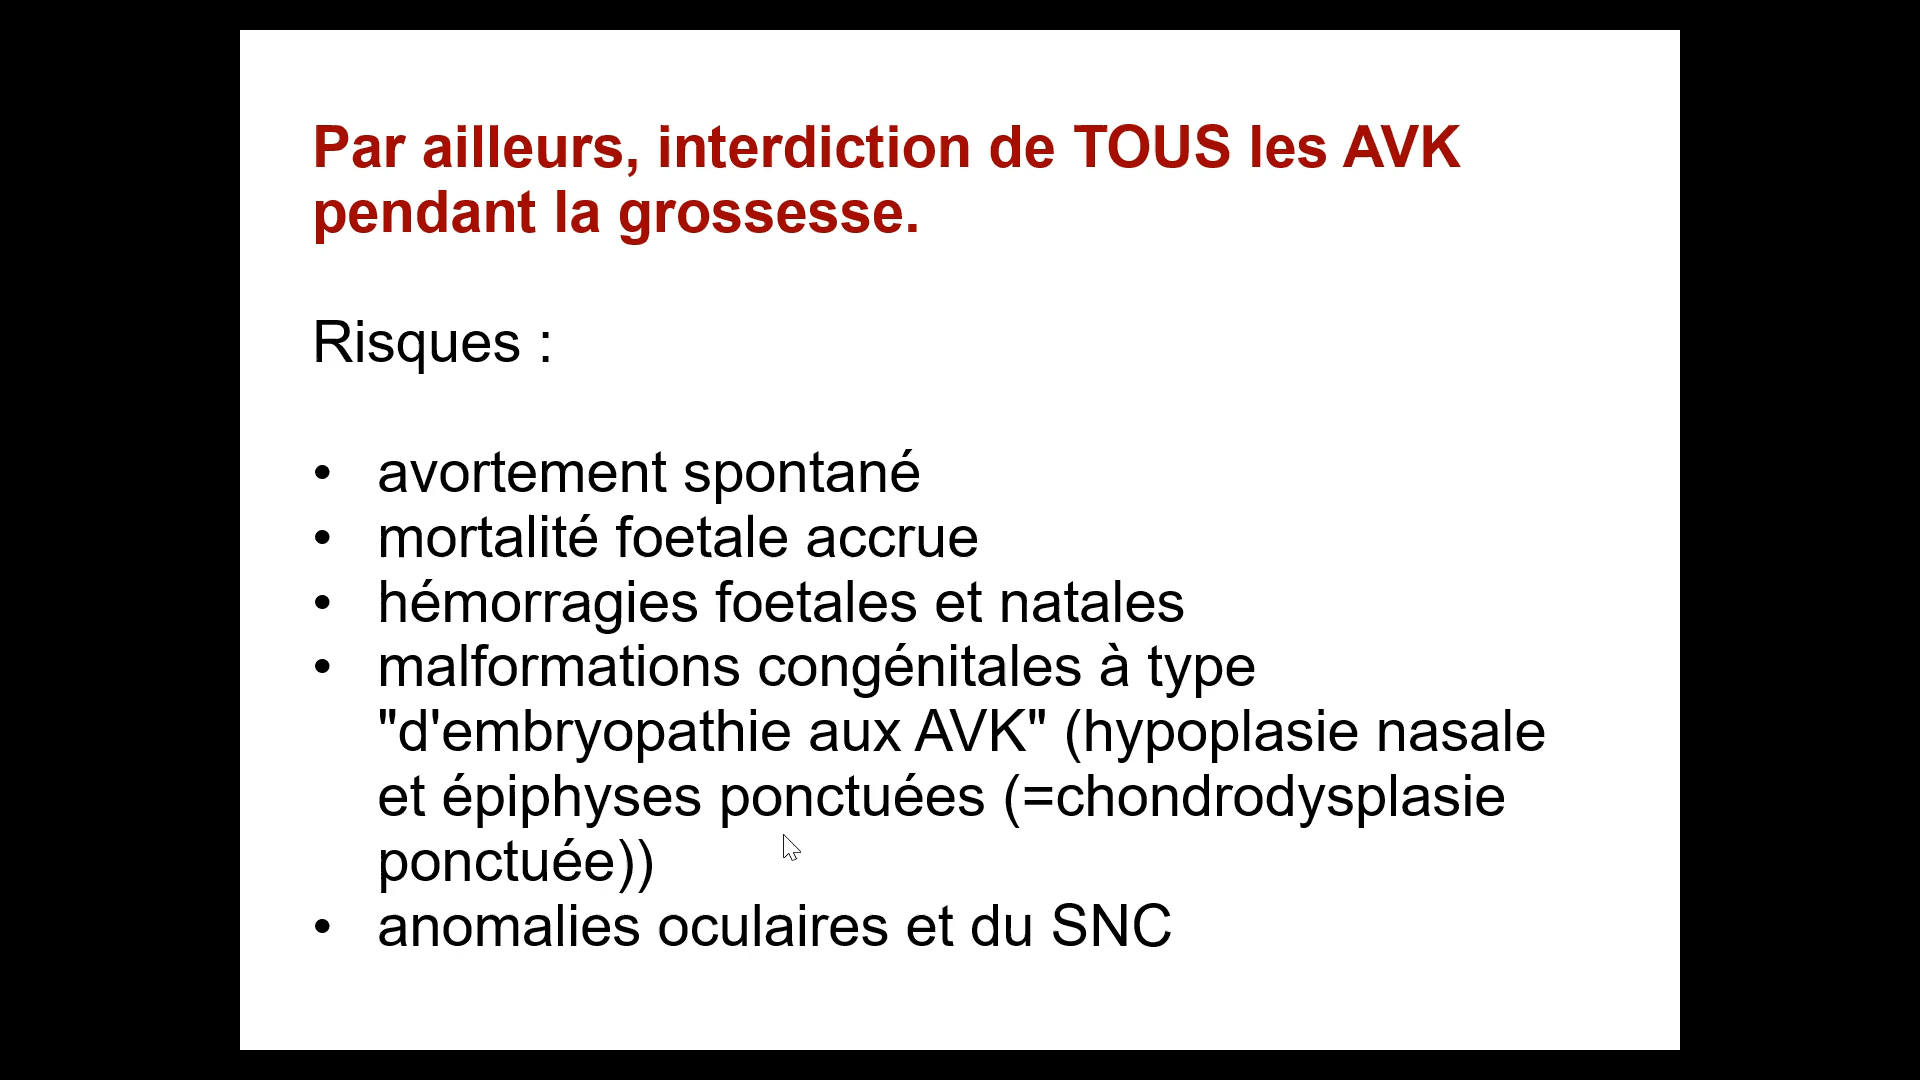 Par ailleurs, interdiction de TOUS les AVK
pendant la grossesse.
Risques :
• avortement spontané
• mortalité foetale accrue
• hémorragies foetales et natales
• malformations congénitales à type
"d'embryopathie aux AVK" (hypoplasie nasale
et épiphyses ponctuées (=chondrodysplasie
ponctuée))
• anomalies oculaires et du SNC